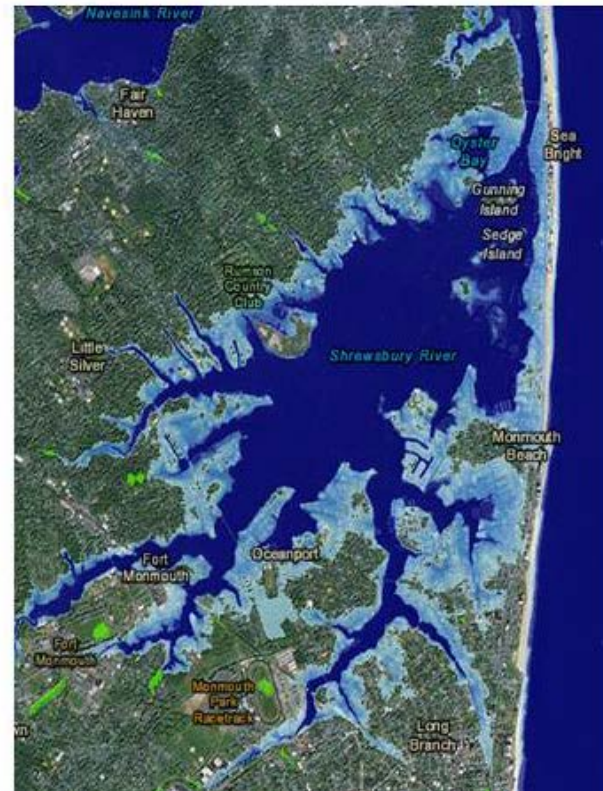 Navesink River
Fair
Haven
Sea
Bright
Oyster
Bay
Gunning
Island
Sedge
Island
Rumson
Country
Club
Little
Silver
Shrewsbury River
Monmouth
Beach
Oceanport
Fort
Monmouth
Fort
Monmouth
Monmouth
Park
Racetrack
wn
Long
Branch